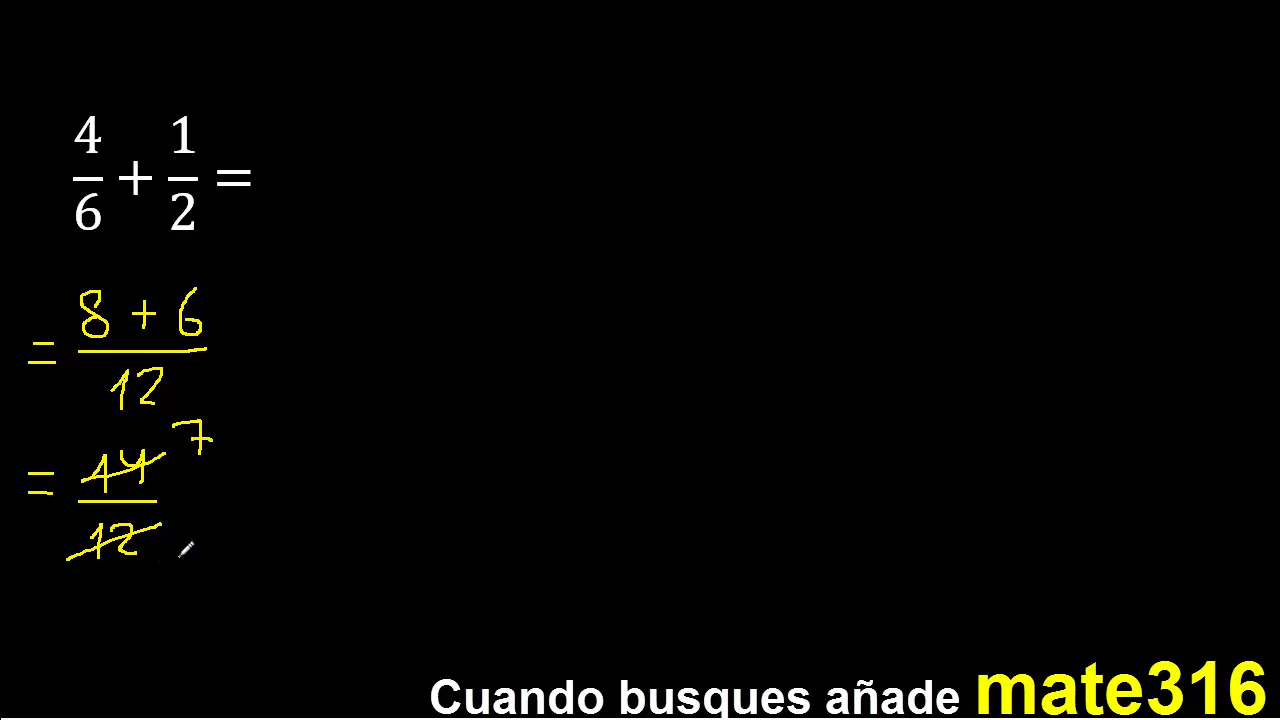 4/6 + 1/2 =
= 8 + 6 / 12
= 14 / 12 7
Cuando busques añade mate316